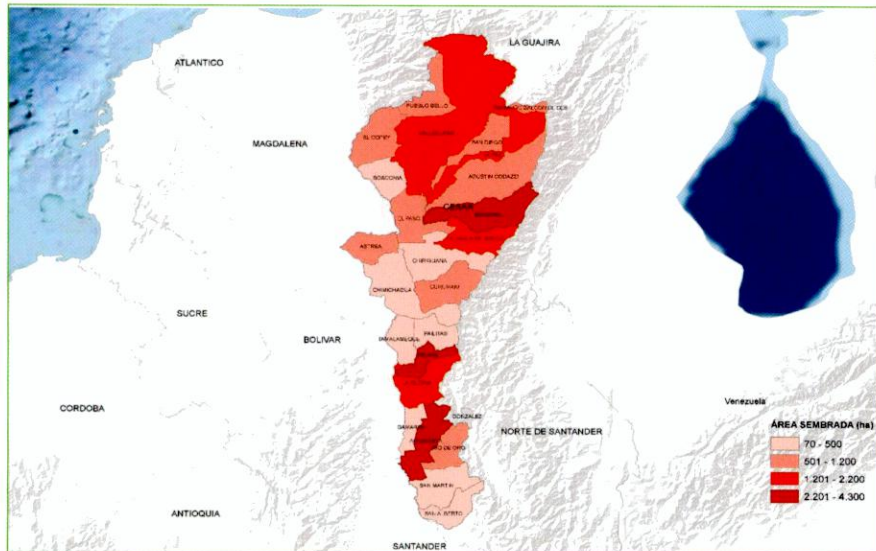 LA GUAJIRA
ATLANTICO
PUEBLO BELLO
EL COPEY
MAGDALENA
SAN DIEGO
BOSCONIA
AGUSTIN CODAZZI
CESAR
EL PASO
ASTREA
CHIRIGUANA
CURUMANI
CHIMICHAGUA
SUCRE
BOLIVAR
PAILITAS
TAMALAMEQUE
Venezuela
CORDOBA
GONZALEZ
NORTE DE SANTANDER
ÁREA SEMBRADA (ha)
70 - 500
501 - 1.200
1.201 - 2.200
2.201 - 4.300
RIO DE ORO
SAN MARTIN
ANTIOQUIA
SAN ALBERTO
SANTANDER